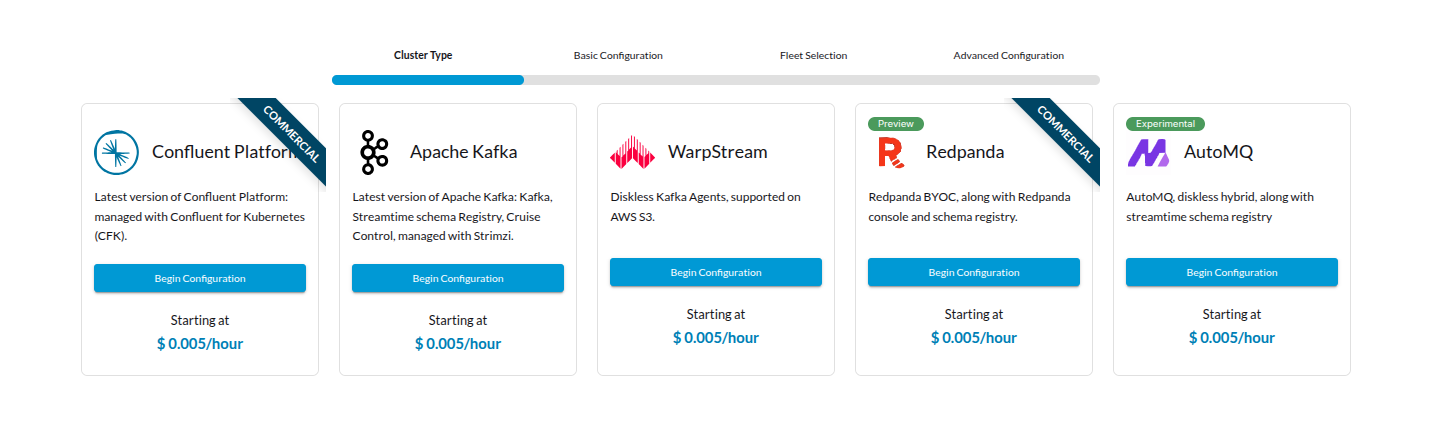 Cluster Type
Basic Configuration
Fleet Selection
Advanced Configuration
COMMERCIAL
Confluent Platform
Latest version of Confluent Platform:
managed with Confluent for Kubernetes
(CFK).
Begin Configuration
Starting at
$ 0.005/hour
Apache Kafka
Latest version of Apache Kafka: Kafka,
Streamtime schema Registry, Cruise
Control, managed with Strimzi.
Begin Configuration
Starting at
$ 0.005/hour
WarpStream
Diskless Kafka Agents, supported on
AWS S3.
Begin Configuration
Starting at
$ 0.005/hour
Preview
COMMERCIAL
Redpanda
Redpanda BYOC, along with Redpanda
console and schema registry.
Begin Configuration
Starting at
$ 0.005/hour
Experimental
AutoMQ
AutoMQ, diskless hybrid, along with
streamtime schema registry
Begin Configuration
Starting at
$ 0.005/hour